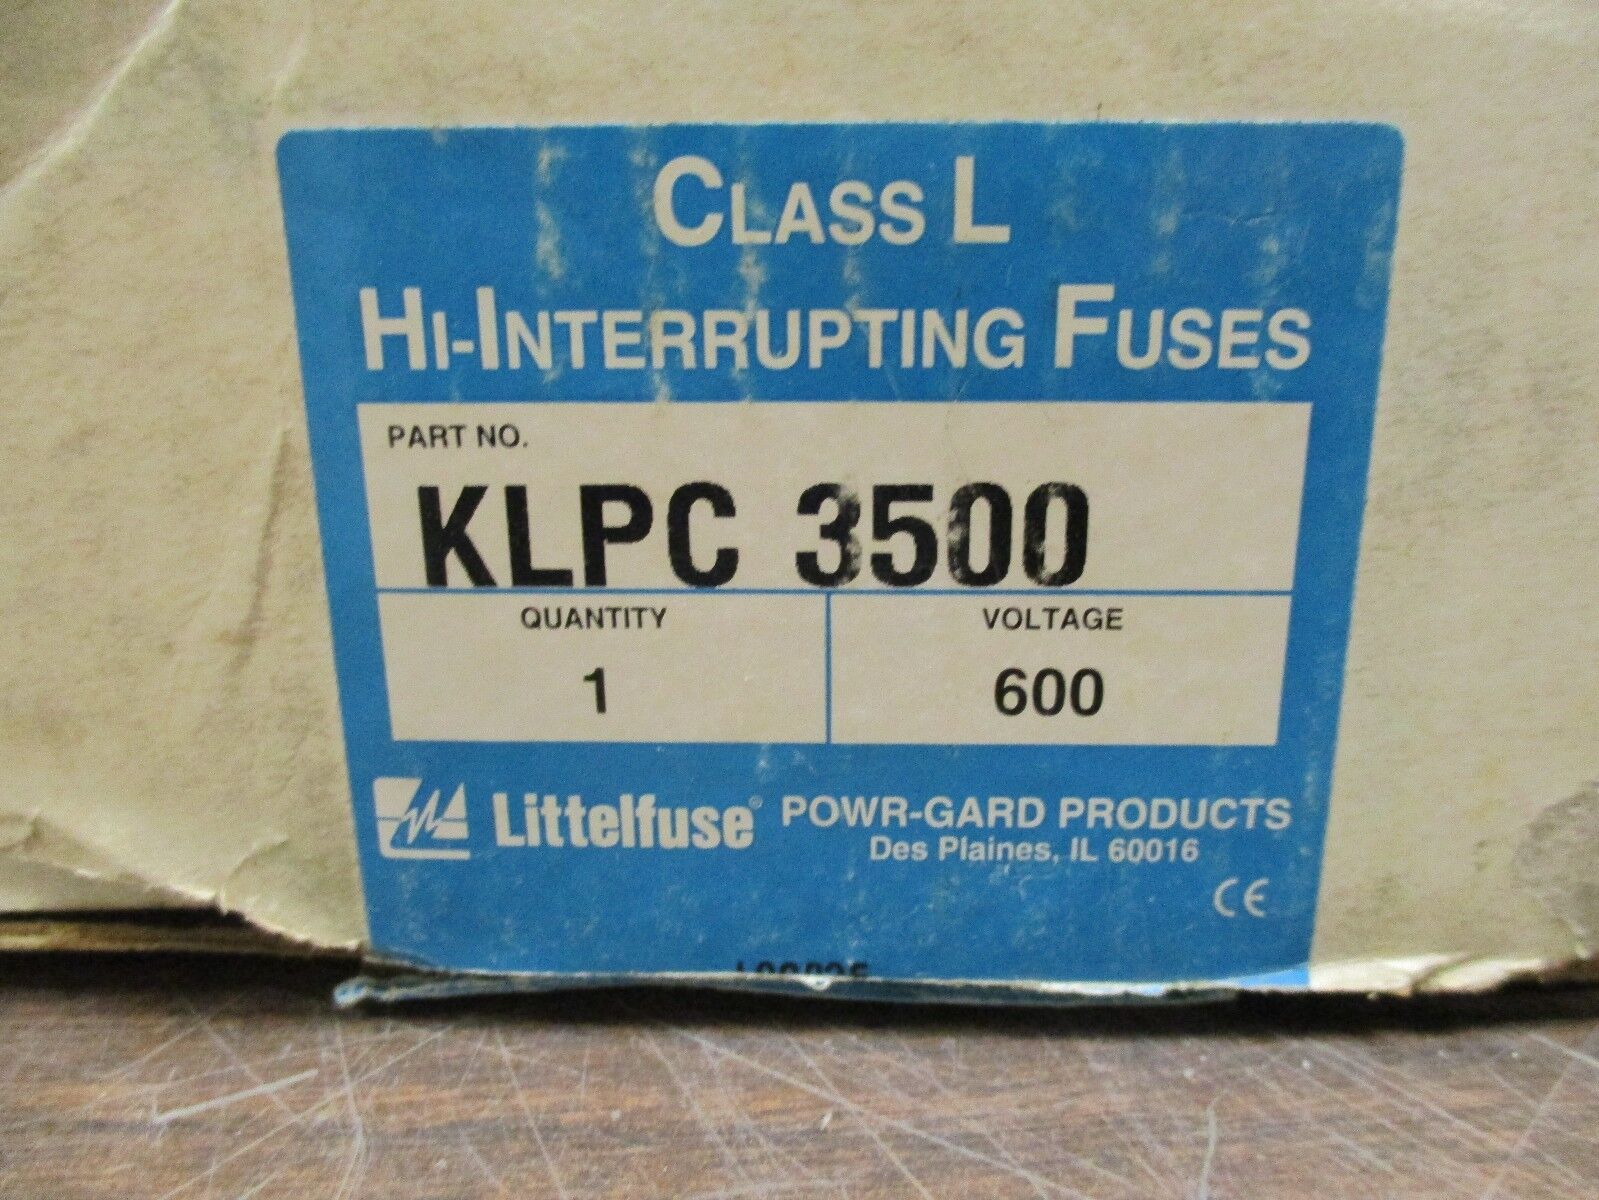 CLASS L
HI-INTERRUPTING FUSES
PART NO.
KLPC 3500
QUANTITY
VOLTAGE
1
600
Littelfuse®
POWR-GARD PRODUCTS
Des Plaines, IL 60016
CE